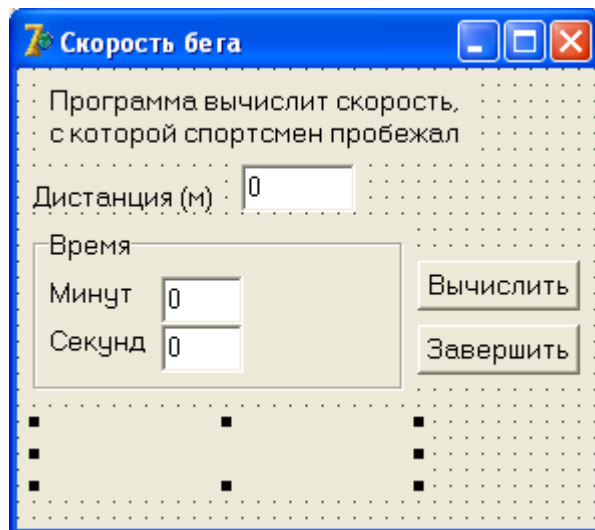 Скорость бега
Программа вычислит скорость,
с которой спортсмен пробежал
Дистанция (м) 0
Время
Минут 0
Вычислить
Секунд 0
Завершить